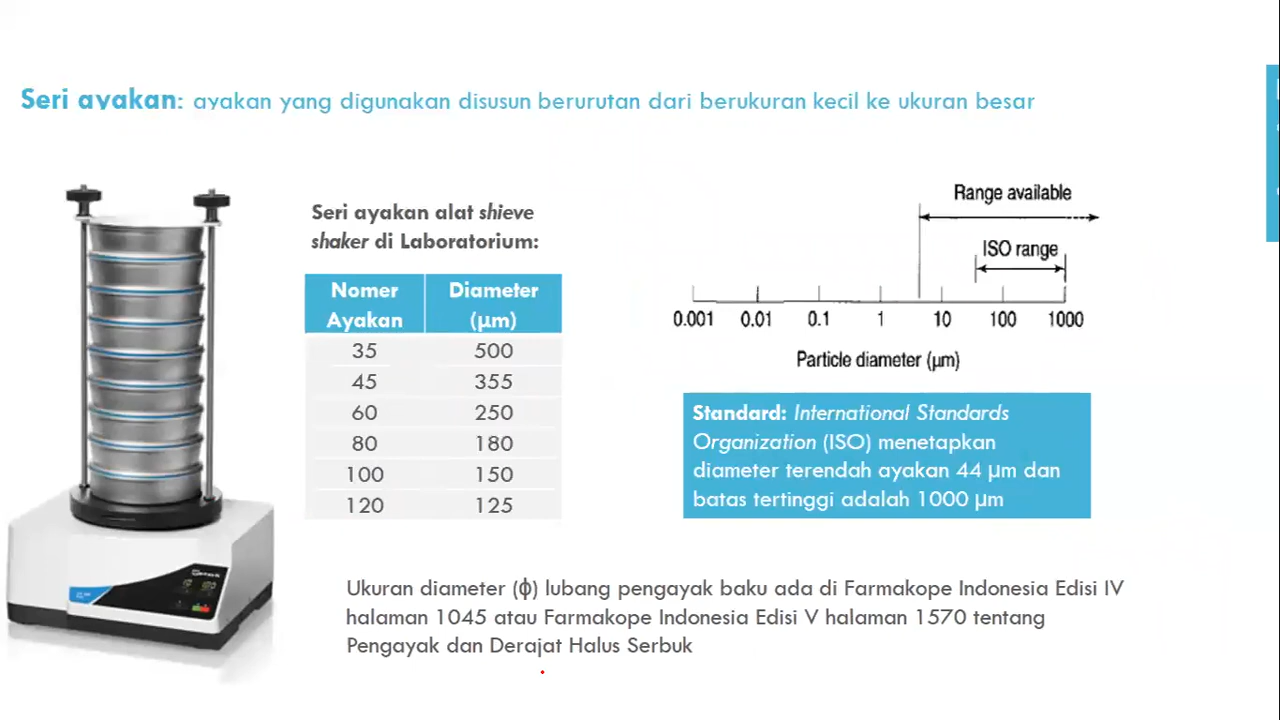 Seri ayakan: ayakan yang digunakan disusun berurutan dari berukuran kecil ke ukuran besar
Seri ayakan alat shieve
shaker di Laboratorium:
Nomer Ayakan Diameter (μm)
35 500
45 355
60 250
80 180
100 150
120 125
Range available
ISO range
0.001 0.01 0.1 1 10 100 1000
Particle diameter (μm)
Standard: International Standards
Organization (ISO) menetapkan
diameter terendah ayakan 44 μm dan
batas tertinggi adalah 1000 μm
Ukuran diameter (ϕ) lubang pengayak baku ada di Farmakope Indonesia Edisi IV
halaman 1045 atau Farmakope Indonesia Edisi V halaman 1570 tentang
Pengayak dan Derajat Halus Serbuk